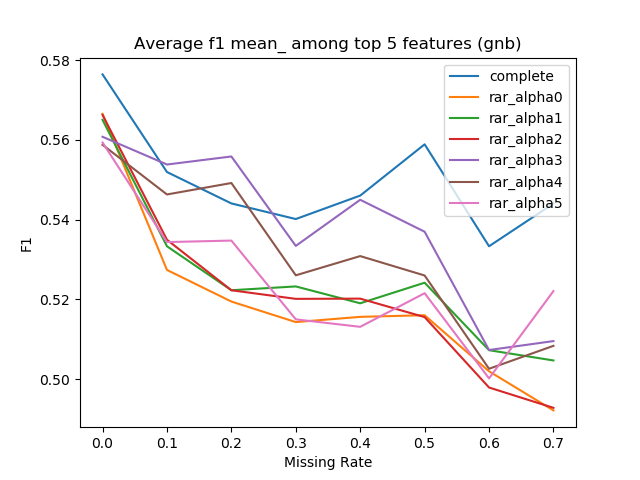 Average f1 mean_ among top 5 features (gnb)
complete
rar_alpha0
rar_alpha1
rar_alpha2
rar_alpha3
rar_alpha4
rar_alpha5
F1
0.58
0.56
0.54
0.52
0.50
0.0 0.1 0.2 0.3 0.4 0.5 0.6 0.7
Missing Rate